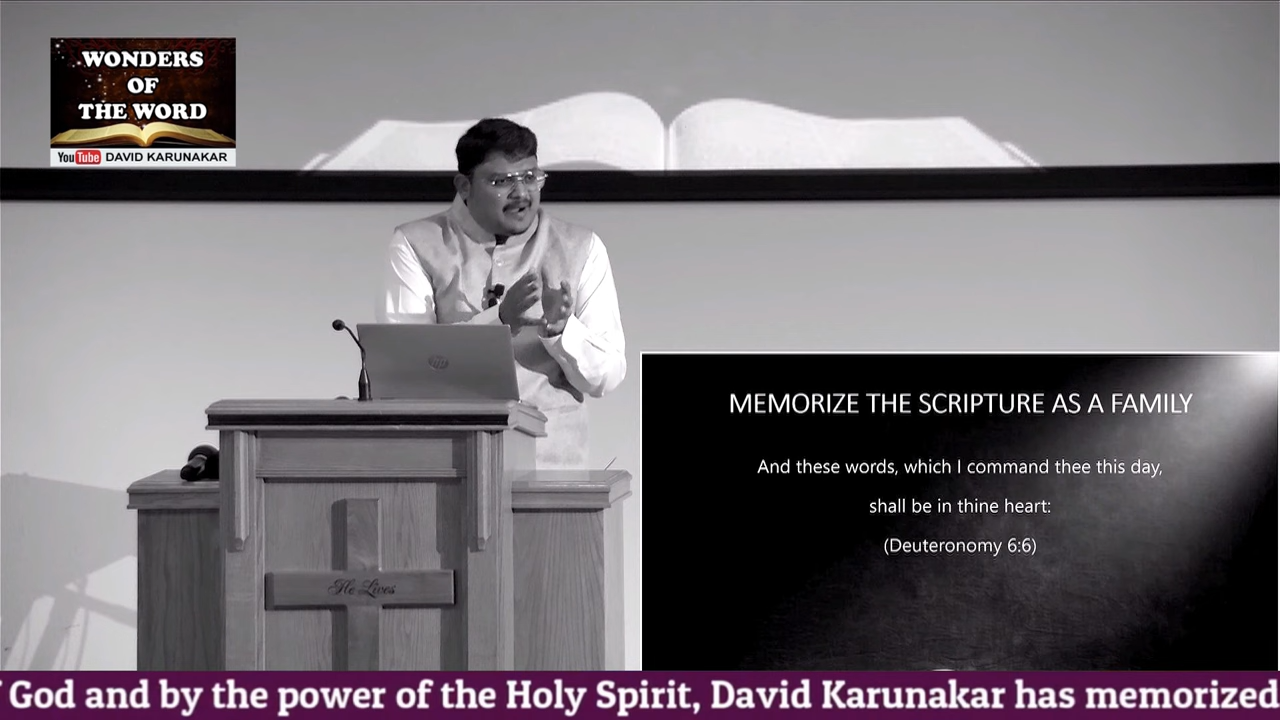 WONDERS
OF
THE WORD
YouTube DAVID KARUNAKAR
MEMORIZE THE SCRIPTURE AS A FAMILY
And these words, which I command thee this day,
shall be in thine heart:
(Deuteronomy 6:6)
He Lives
God and by the power of the Holy Spirit, David Karunakar has memorized